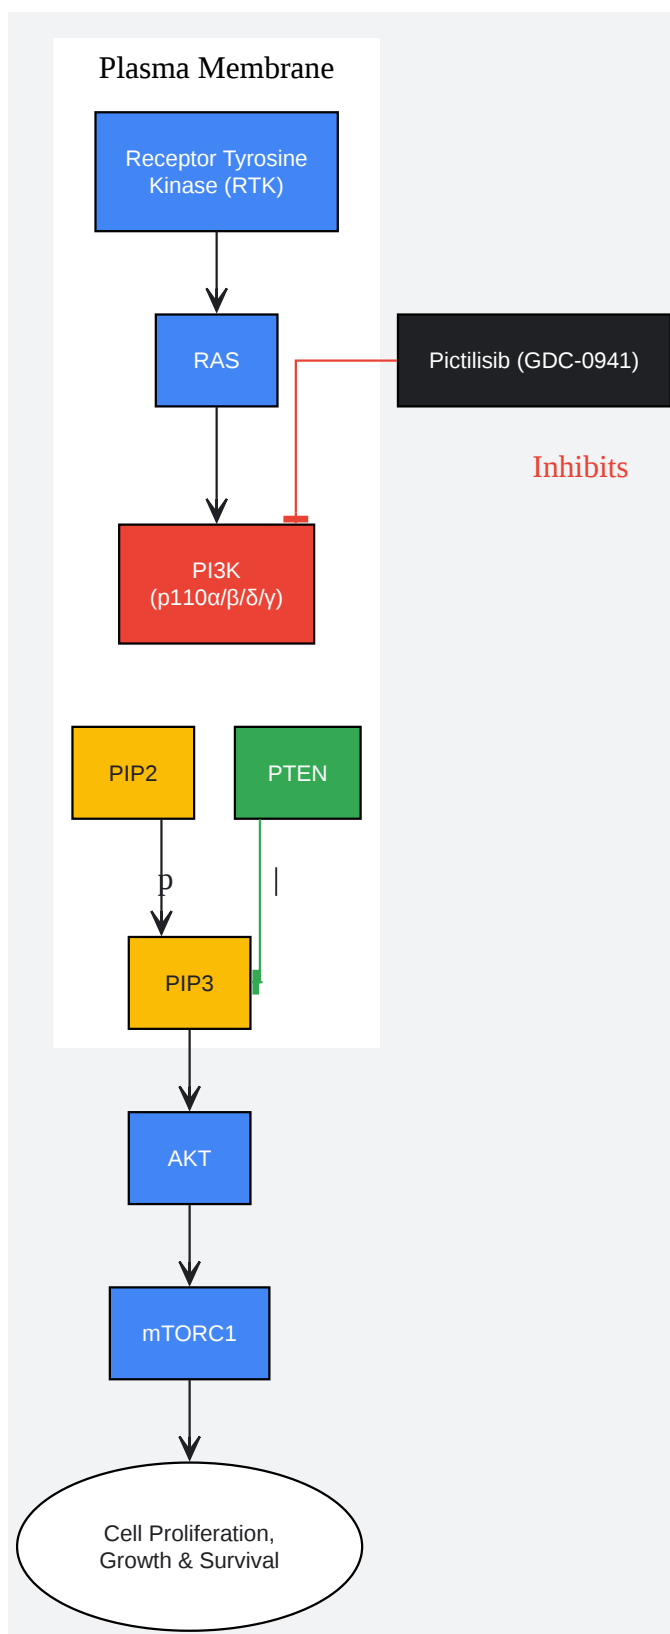 Plasma Membrane
Receptor Tyrosine
Kinase (RTK)
RAS
Pictilisib (GDC-0941)
Inhibits
PI3K
(p110α/β/δ/γ)
PIP2
PTEN
p
|
PIP3
AKT
mTORC1
Cell Proliferation,
Growth & Survival